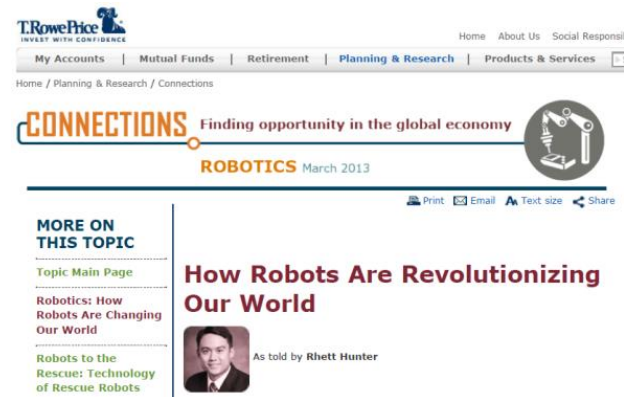 T.RowePrice
INVEST WITH CONFIDENCE
Home About Us Social Responsi
My Accounts | Mutual Funds | Retirement | Planning & Research | Products & Services
Home / Planning & Research / Connections
CONNECTIONS Finding opportunity in the global economy
ROBOTICS March 2013
Print Email Text size Share
MORE ON
THIS TOPIC
Topic Main Page
Robotics: How
Robots Are Changing
Our World
Robots to the
Rescue: Technology
of Rescue Robots
How Robots Are Revolutionizing
Our World
As told by Rhett Hunter